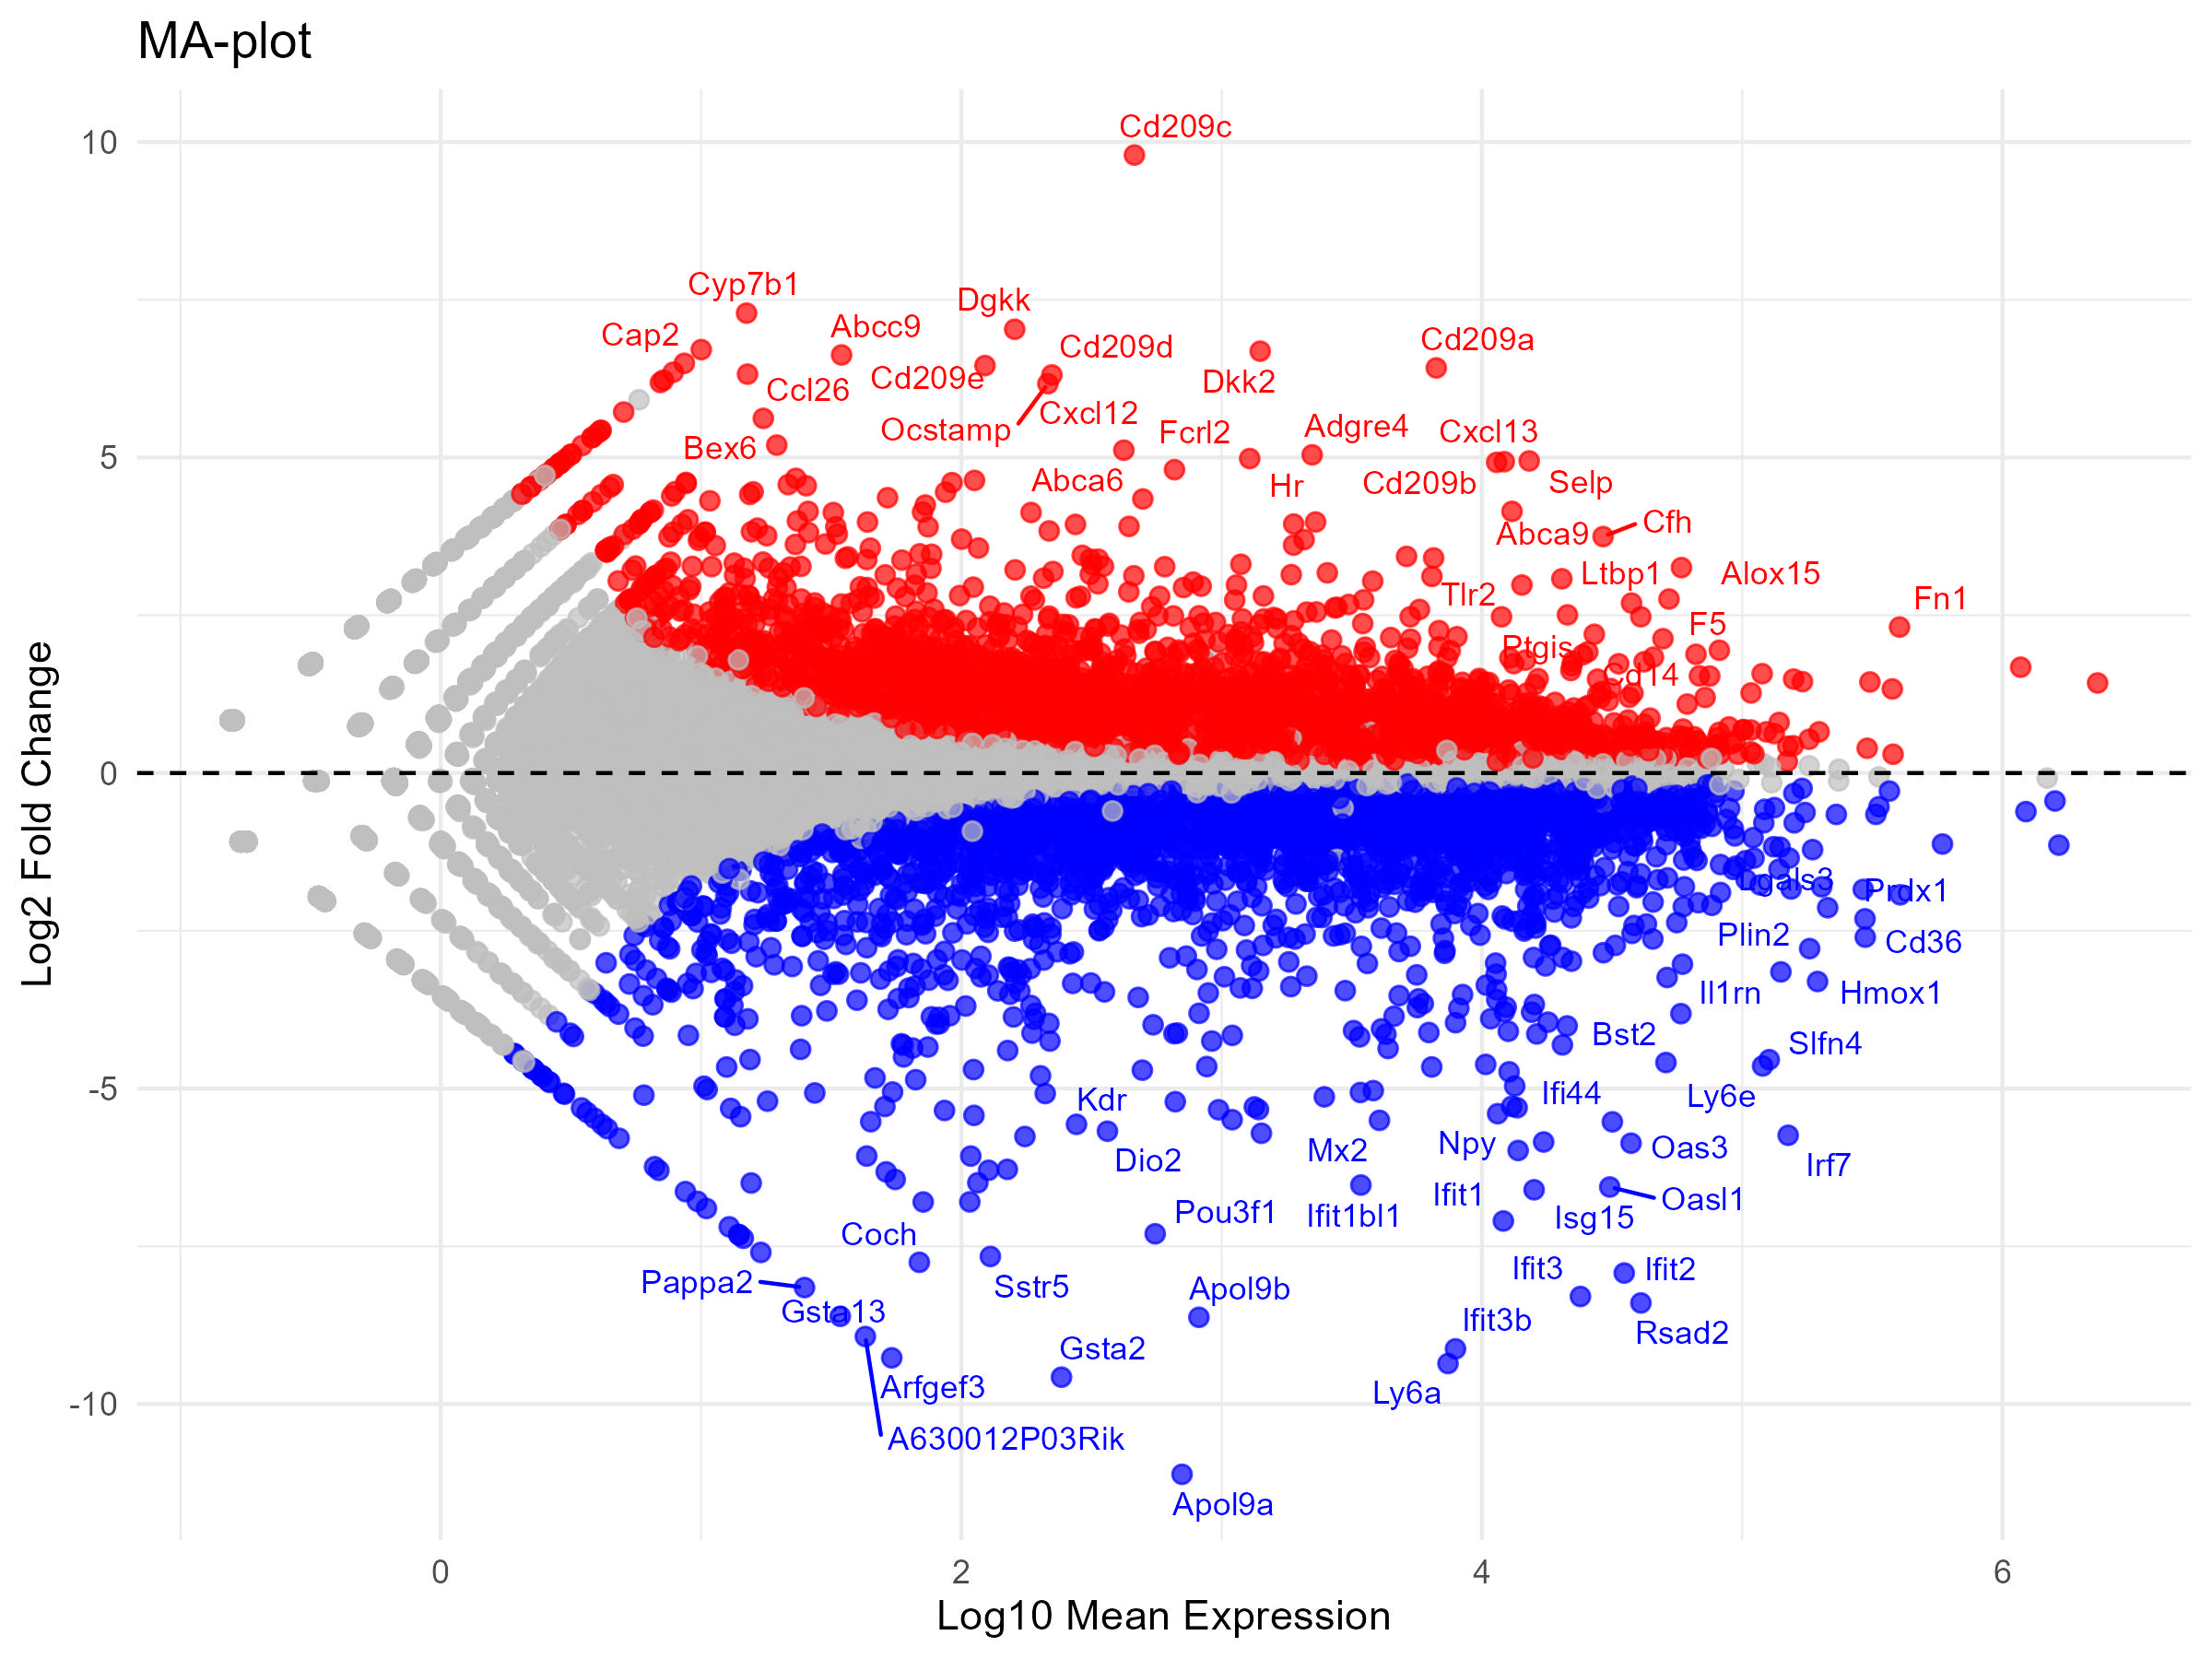 MA-plot
Cd209c
10
Cyp7b1
Dgkk
Cap2
Abcc9
Cd209d
Cd209a
Cd209e
Ccl26
Dkk2
Cxcl12
Ocstamp
Fcrl2
Adgre4
Cxcl13
Bex6
5
Abca6
Hr
Cd209b
Selp
Abca9
Cfh
Tlr2
Ltbp1
Alox15
Fn1
F5
Ptgis
Cd14
0
Lgals3
Prdx1
Plin2
Cd36
Il1rn
Hmox1
Bst2
Slfn4
-5
Kdr
Ifi44
Ly6e
Dio2
Mx2
Npy
Oas3
Irf7
Ifit1
Oasl1
Pou3f1
Ifit1bl1
Isg15
Coch
Pappa2
Sstr5
Apol9b
Ifit3
Ifit2
Gsta13
Ifit3b
Rsad2
Gsta2
Arfgef3
Ly6a
-10
A630012P03Rik
Apol9a
0
2
4
6
Log10 Mean Expression
Log2 Fold Change